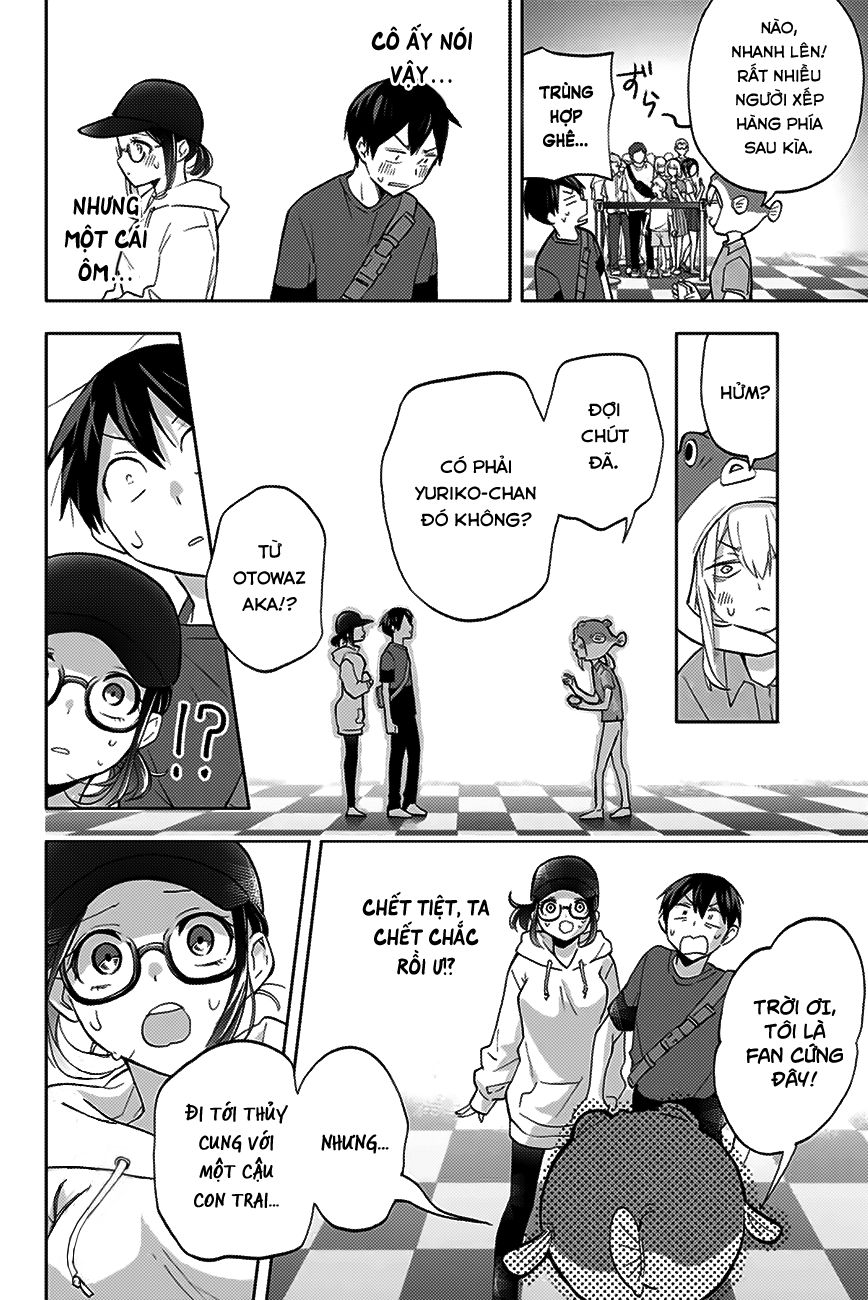 NÀO,
NHANH LÊN!
RẤT NHIỀU
NGƯỜI XẾP
HÀNG PHÍA
SAU KÌA.
ずらーっ
TRÙNG
HỢP
GHÊ...
CÔ ẤY NÓI
VẬY...
NHƯNG
MỘT CÁI
ÔM...
HỬM?
ĐỢI
CHÚT
ĐÃ.
CÓ PHẢI
YURIKO-CHAN
ĐÓ KHÔNG?
TỪ
OTOWAZ
AKA!?
!?
TRỜI ƠI,
TÔI LÀ
FAN CỨNG
ĐÂY!
CHẾT TIỆT, TA
CHẾT CHẮC
RỒI Ư!?
NHƯNG...
ĐI TỚI THỦY
CUNG VỚI
MỘT CẬU
CON TRAI...